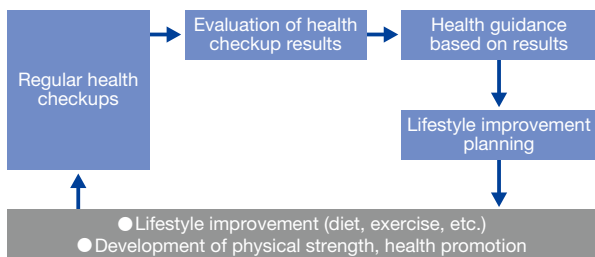 Regular health
checkups
Evaluation of health
checkup results
Health guidance
based on results
Lifestyle improvement
planning
●Lifestyle improvement (diet, exercise, etc.)
●Development of physical strength, health promotion